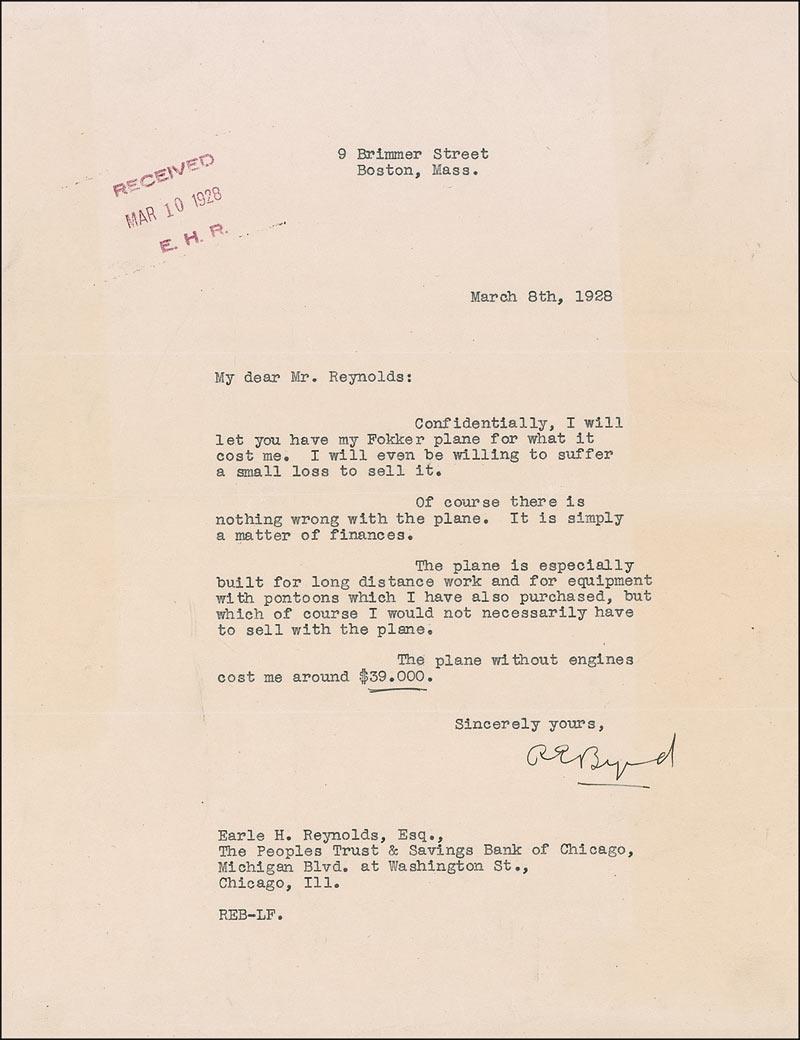 9 Brimmer Street
Boston, Mass.
RECEIVED
MAR 10 1928
E. H. R.
March 8th, 1928
My dear Mr. Reynolds:
Confidentially, I will
let you have my Fokker plane for what it
cost me. I will even be willing to suffer
a small loss to sell it.
Of course there is
nothing wrong with the plane. It is simply
a matter of finances.
The plane is especially
built for long distance work and for equipment
with pontoons which I have also purchased, but
which of course I would not necessarily have
to sell with the plane.
The plane without engines
cost me around $39.000.
Sincerely yours,
R E Byrd
Earle H. Reynolds, Esq.,
The Peoples Trust & Savings Bank of Chicago,
Michigan Blvd. at Washington St.,
Chicago, Ill.
REB-LF.